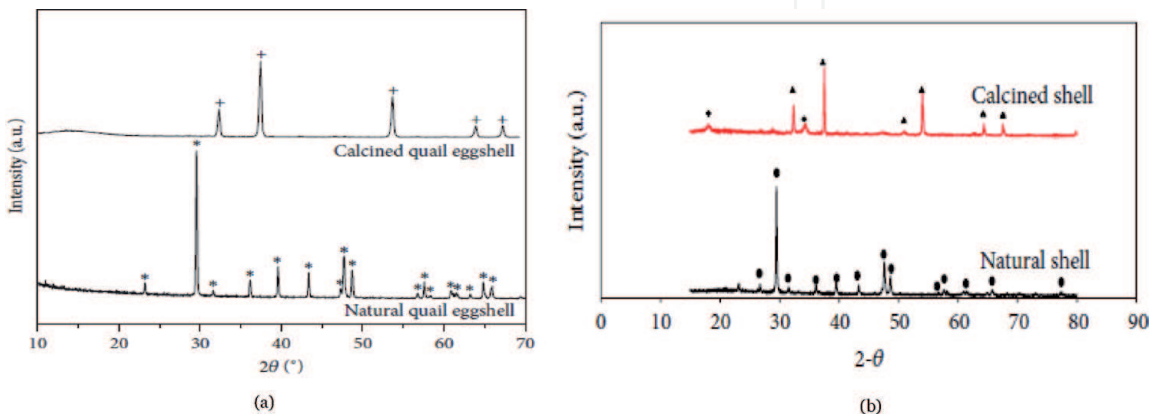 Intensity (a.u.)
+ + + + +
Calcined quail eggshell
* * * * * * * * * * * * * * * * *
Natural quail eggshell
10 20 30 40 50 60 70
2θ (°)
(a)
Intensity (a.u.)
Calcined shell
Natural shell
0 10 20 30 40 50 60 70 80 90
2-θ
(b)